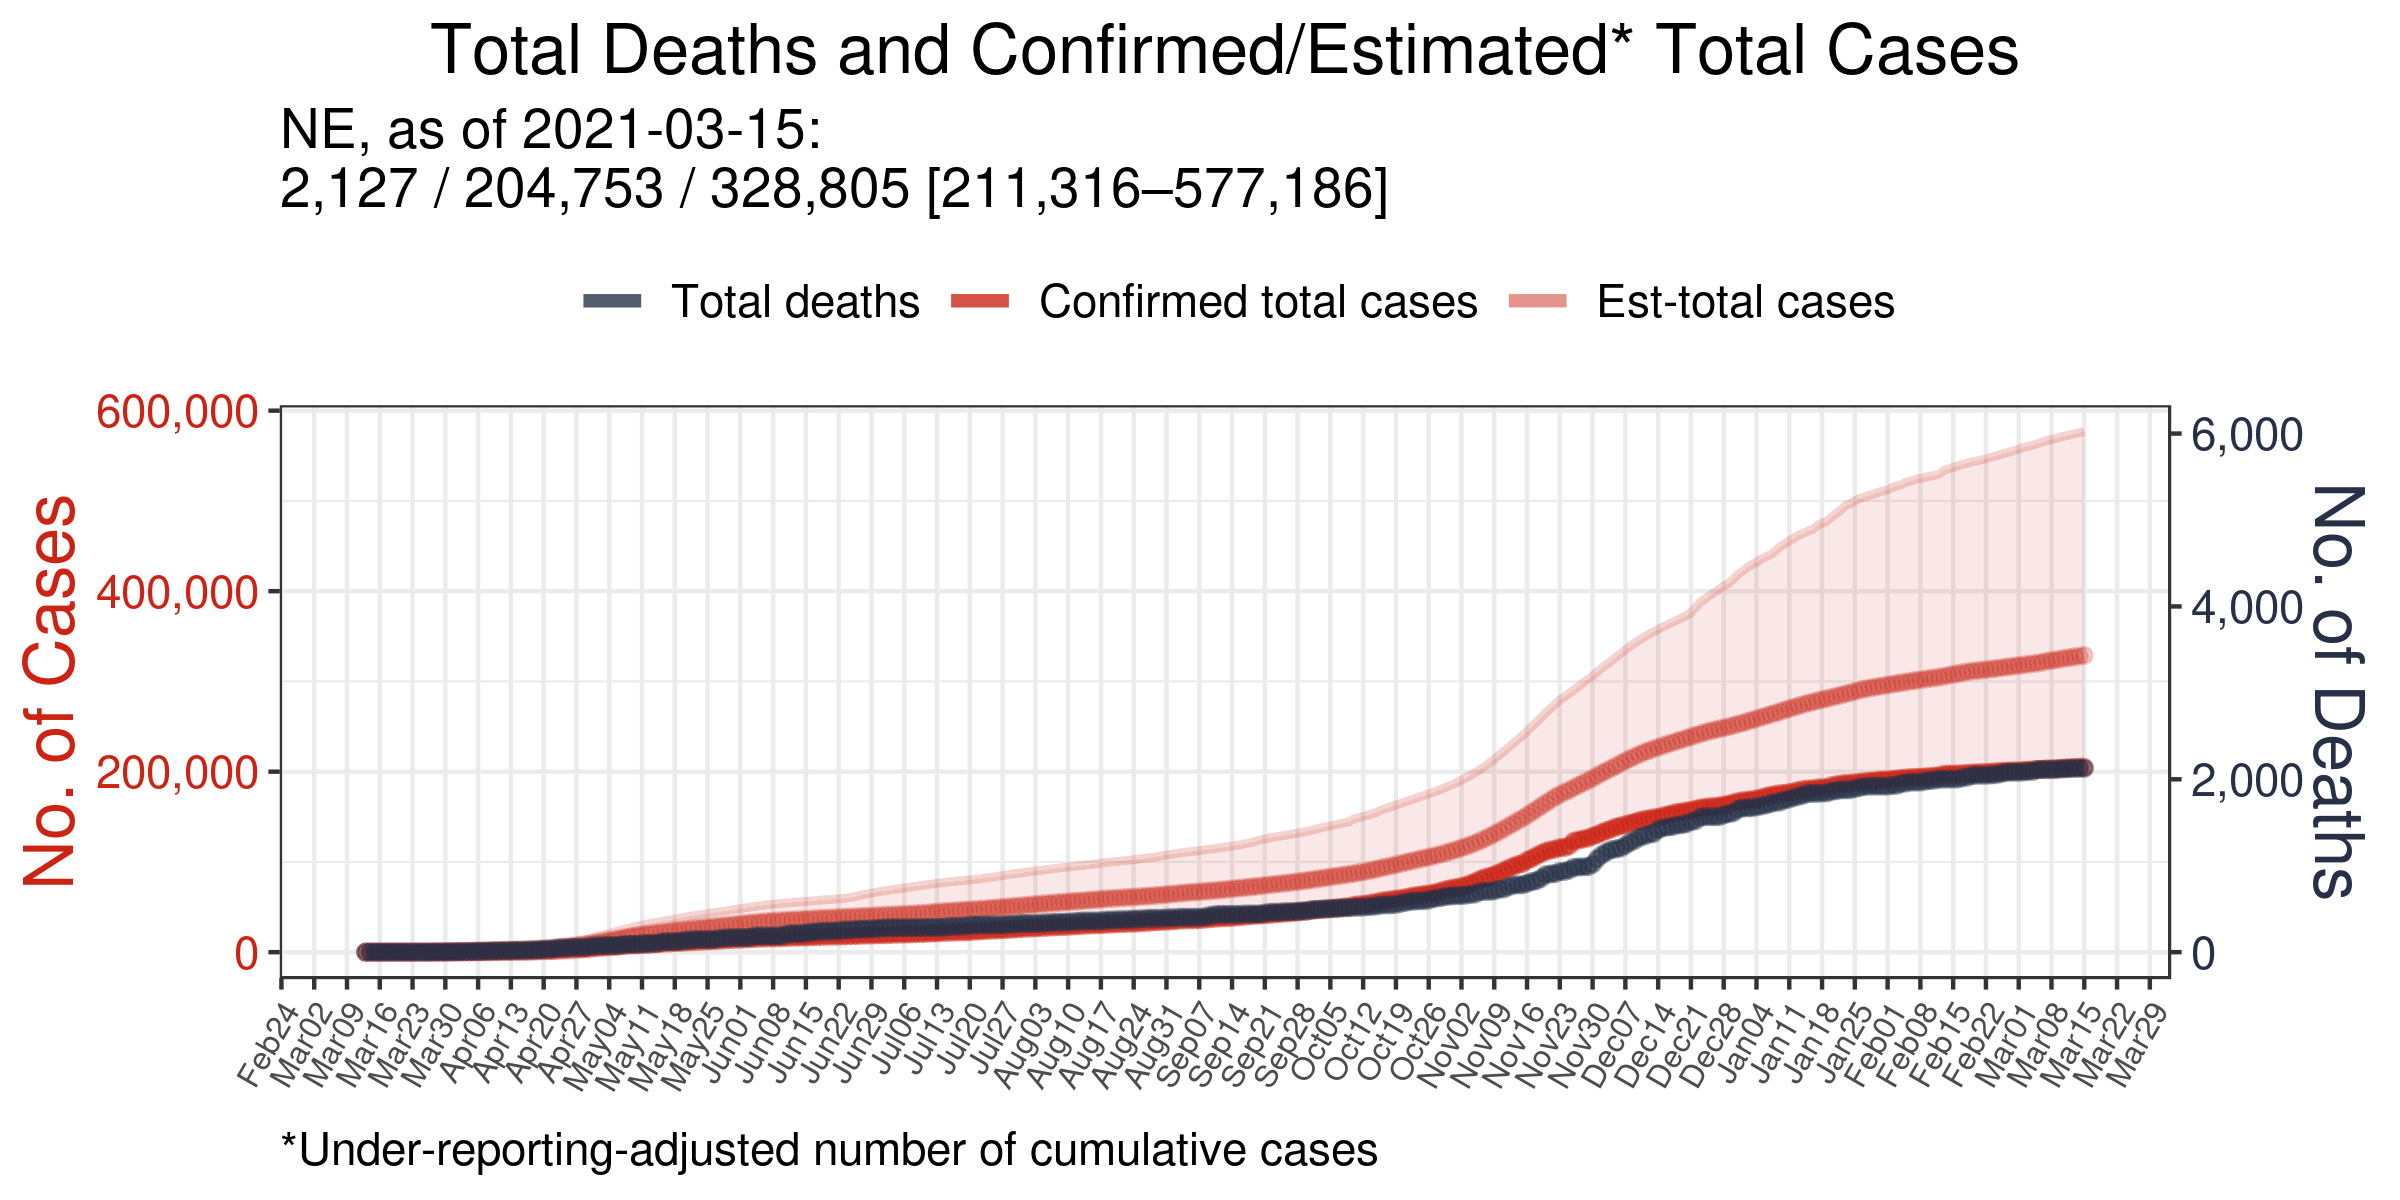 Total Deaths and Confirmed/Estimated* Total Cases
NE, as of 2021-03-15:
2,127 / 204,753 / 328,805 [211,316–577,186]
Total deaths
Confirmed total cases
Est-total cases
No. of Cases
600,000
400,000
200,000
0
6,000
4,000
2,000
0
No. of Deaths
Feb24
Mar02
Mar09
Mar16
Mar23
Mar30
Apr06
Apr13
Apr20
Apr27
May04
May11
May18
May25
Jun01
Jun08
Jun15
Jun22
Jun29
Jul06
Jul13
Jul20
Jul27
Aug03
Aug10
Aug17
Aug24
Aug31
Sep07
Sep14
Sep21
Sep28
Oct05
Oct12
Oct19
Oct26
Nov02
Nov09
Nov16
Nov23
Nov30
Dec07
Dec14
Dec21
Dec28
Jan04
Jan11
Jan18
Jan25
Feb01
Feb08
Feb15
Feb22
Mar01
Mar08
Mar15
Mar22
Mar29
*Under-reporting-adjusted number of cumulative cases